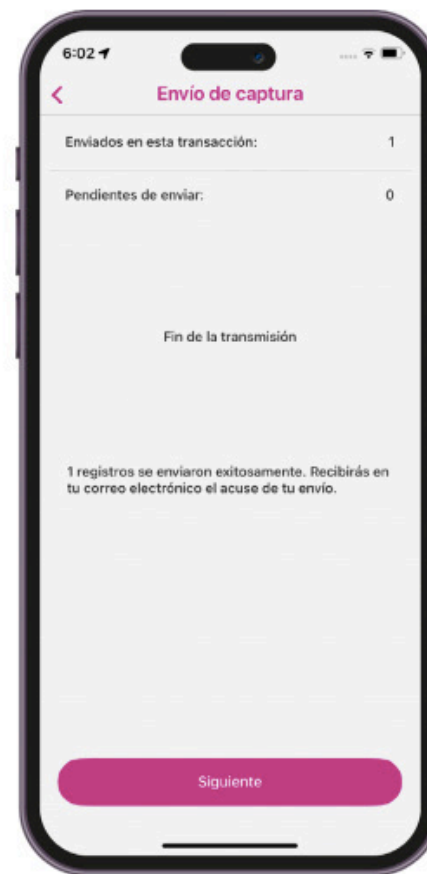 6:02
Envío de captura
Enviados en esta transacción: 1
Pendientes de enviar: 0
Fin de la transmisión
1 registros se enviaron exitosamente. Recibirás en
tu correo electrónico el acuse de tu envío.
Siguiente